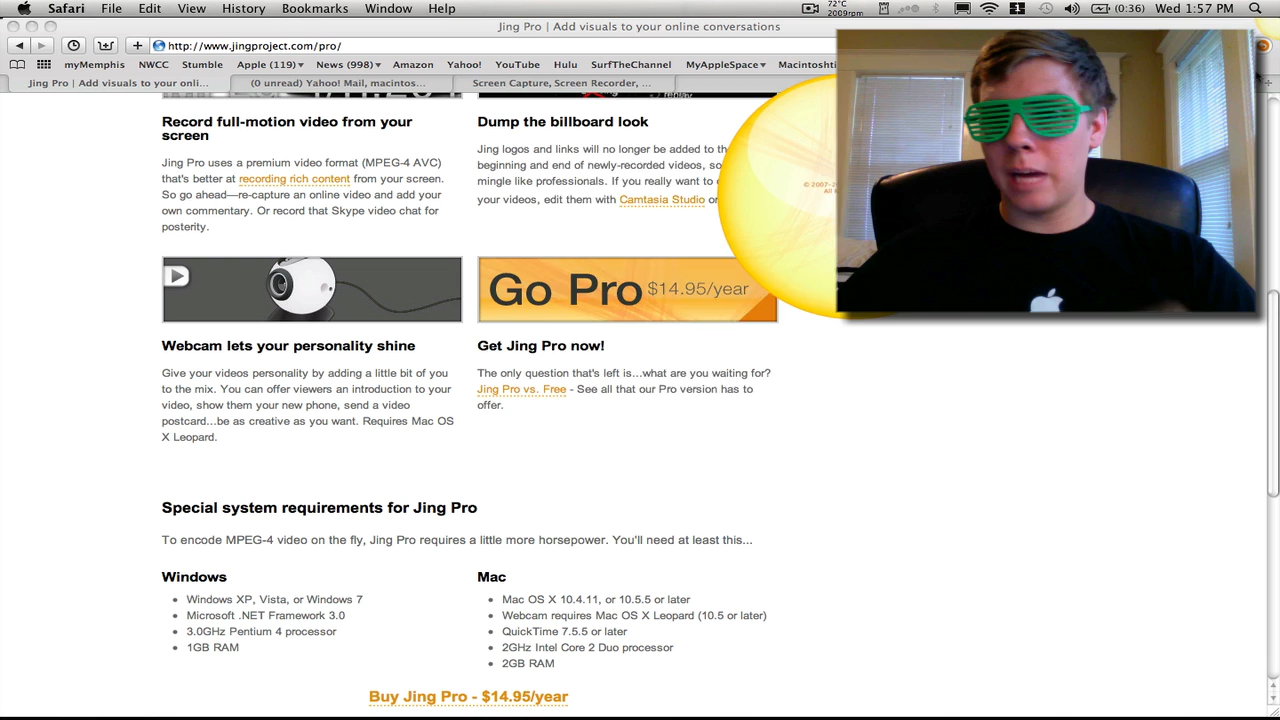 Safari File Edit View History Bookmarks Window Help 72°C 2009rpm 1 (0:36) Wed 1:57 PM
Jing Pro | Add visuals to your online conversations
http://www.jingproject.com/pro/
myMemphis NWCC Stumble Apple (119) News (998) Amazon Yahoo! YouTube Hulu SurfTheChannel MyAppleSpace Macintoshti
Jing Pro | Add visuals to your onli... (0 unread) Yahoo! Mail, macintos... Screen Capture, Screen Recorder, ...
Record full-motion video from your
screen
Jing Pro uses a premium video format (MPEG-4 AVC)
that's better at recording rich content from your screen.
So go ahead—re-capture an online video and add your
own commentary. Or record that Skype video chat for
posterity.
Dump the billboard look
Jing logos and links will no longer be added to the
beginning and end of newly-recorded videos, so
mingle like professionals. If you really want to
your videos, edit them with Camtasia Studio or
© 2007-2
All
Go Pro $14.95/year
Webcam lets your personality shine
Give your videos personality by adding a little bit of you
to the mix. You can offer viewers an introduction to your
video, show them your new phone, send a video
postcard...be as creative as you want. Requires Mac OS
X Leopard.
Get Jing Pro now!
The only question that's left is...what are you waiting for?
Jing Pro vs. Free - See all that our Pro version has to
offer.
Special system requirements for Jing Pro
To encode MPEG-4 video on the fly, Jing Pro requires a little more horsepower. You'll need at least this...
Windows
• Windows XP, Vista, or Windows 7
• Microsoft .NET Framework 3.0
• 3.0GHz Pentium 4 processor
• 1GB RAM
Mac
• Mac OS X 10.4.11, or 10.5.5 or later
• Webcam requires Mac OS X Leopard (10.5 or later)
• QuickTime 7.5.5 or later
• 2GHz Intel Core 2 Duo processor
• 2GB RAM
Buy Jing Pro - $14.95/year